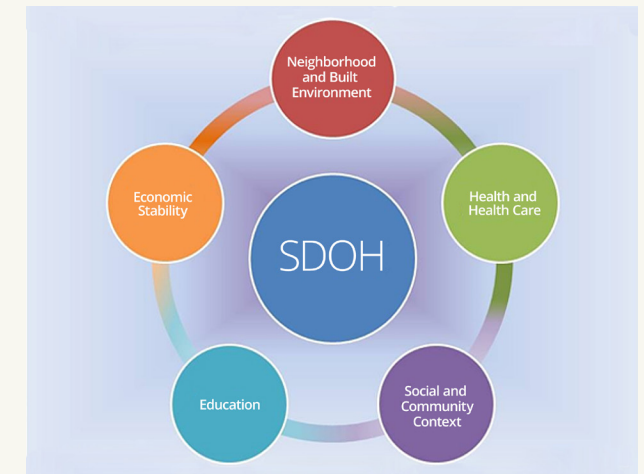 Neighborhood
and Built
Environment
Economic
Stability
Health and
Health Care
SDOH
Education
Social and
Community
Context